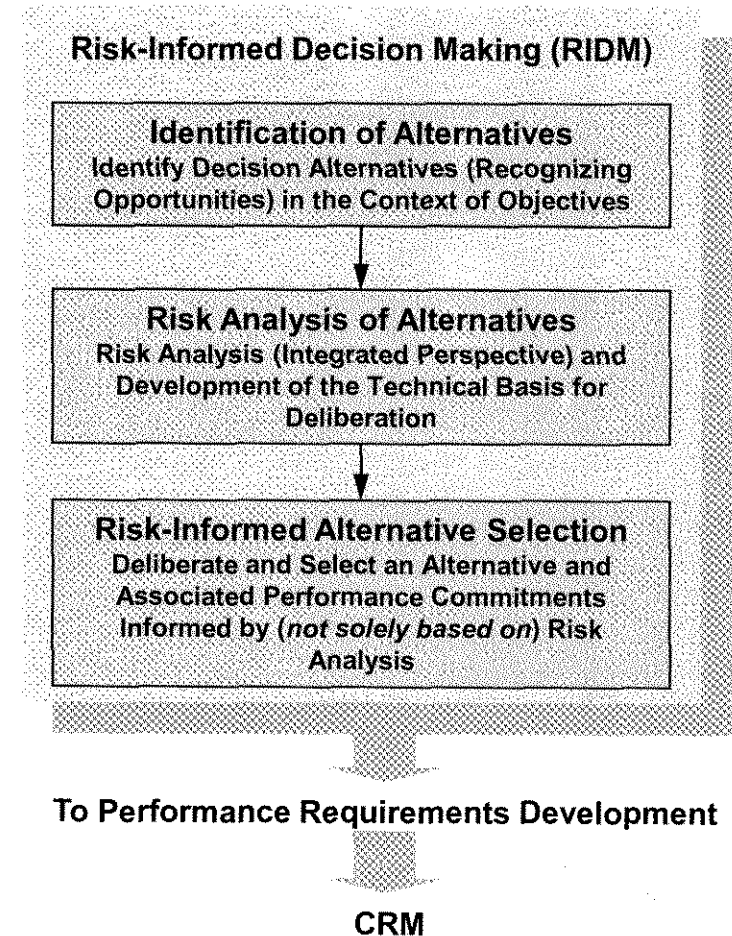 Risk-Informed Decision Making (RIDM)
Identification of Alternatives
Identify Decision Alternatives (Recognizing
Opportunities) in the Context of Objectives
Risk Analysis of Alternatives
Risk Analysis (Integrated Perspective) and
Development of the Technical Basis for
Deliberation
Risk-Informed Alternative Selection
Deliberate and Select an Alternative and
Associated Performance Commitments
Informed by (not solely based on) Risk
Analysis
To Performance Requirements Development
CRM